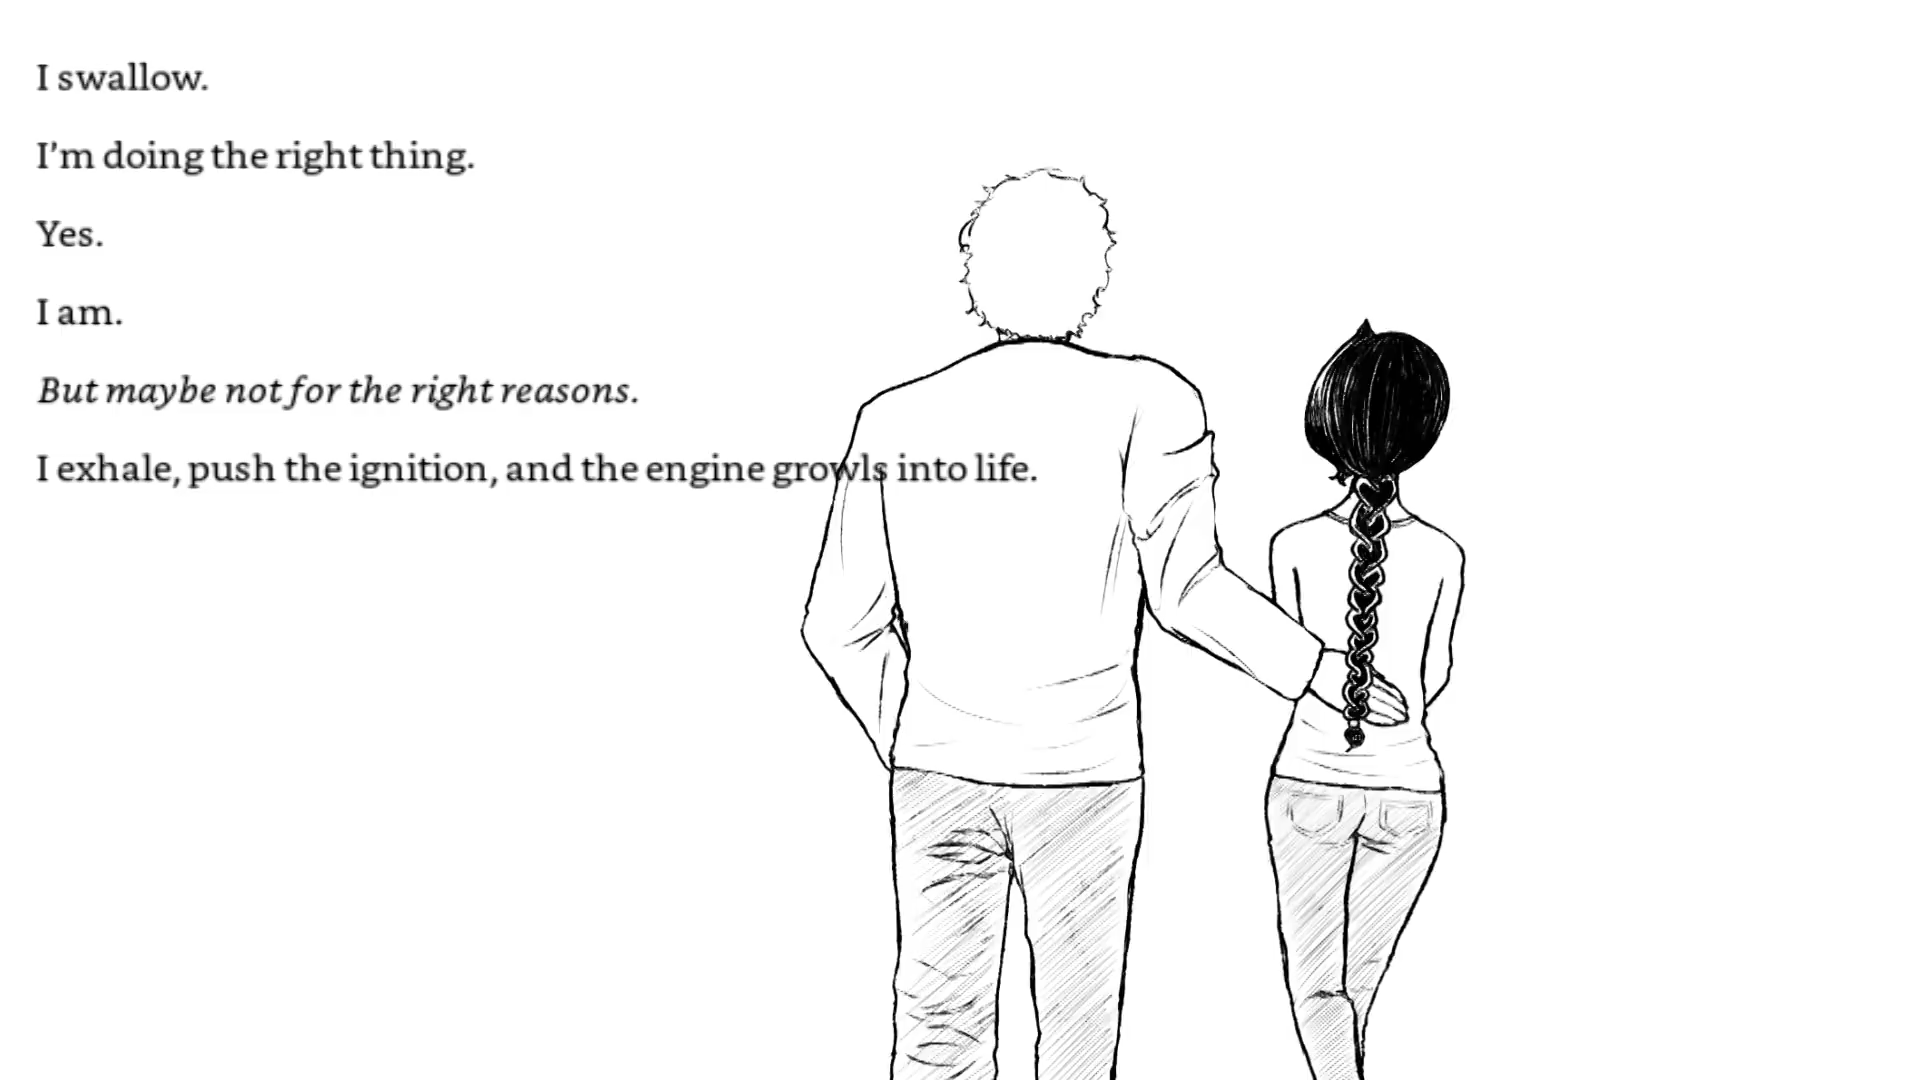 I swallow.
I’m doing the right thing.
Yes.
I am.
But maybe not for the right reasons.
I exhale, push the ignition, and the engine growls into life.